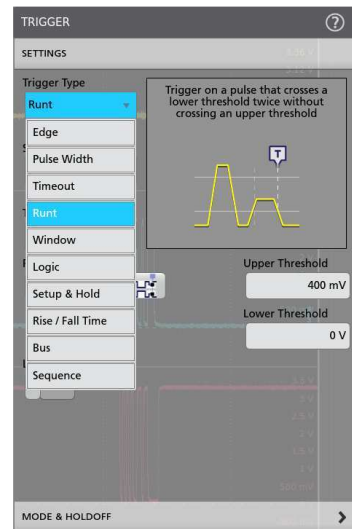 TRIGGER
?
SETTINGS
Trigger Type
Runt
Trigger on a pulse that crosses a
lower threshold twice without
crossing an upper threshold
T
Edge
Pulse Width
Timeout
Runt
Window
Logic
Setup & Hold
Rise / Fall Time
Bus
Sequence
Upper Threshold
400 mV
Lower Threshold
0 V
MODE & HOLDOFF